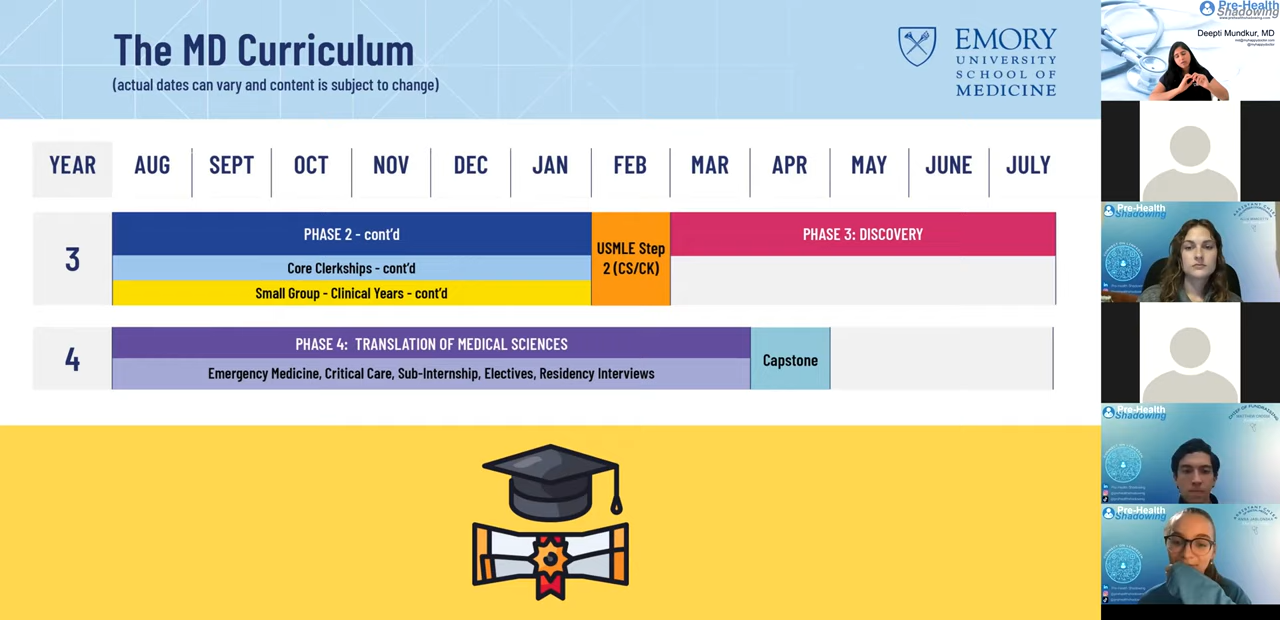 The MD Curriculum
(actual dates can vary and content is subject to change)
EMORY
UNIVERSITY
SCHOOL OF
MEDICINE
YEAR AUG SEPT OCT NOV DEC JAN FEB MAR APR MAY JUNE JULY
3
PHASE 2 - cont'd
Core Clerkships - cont'd
Small Group - Clinical Years - cont'd
USMLE Step
2 (CS/CK)
PHASE 3: DISCOVERY
4
PHASE 4: TRANSLATION OF MEDICAL SCIENCES
Emergency Medicine, Critical Care, Sub-Internship, Electives, Residency Interviews
Capstone
Pre-Health
Shadowing
Deepti Mundkur, MD
Pre-Health
Shadowing
Pre-Health
Shadowing
Pre-Health
Shadowing